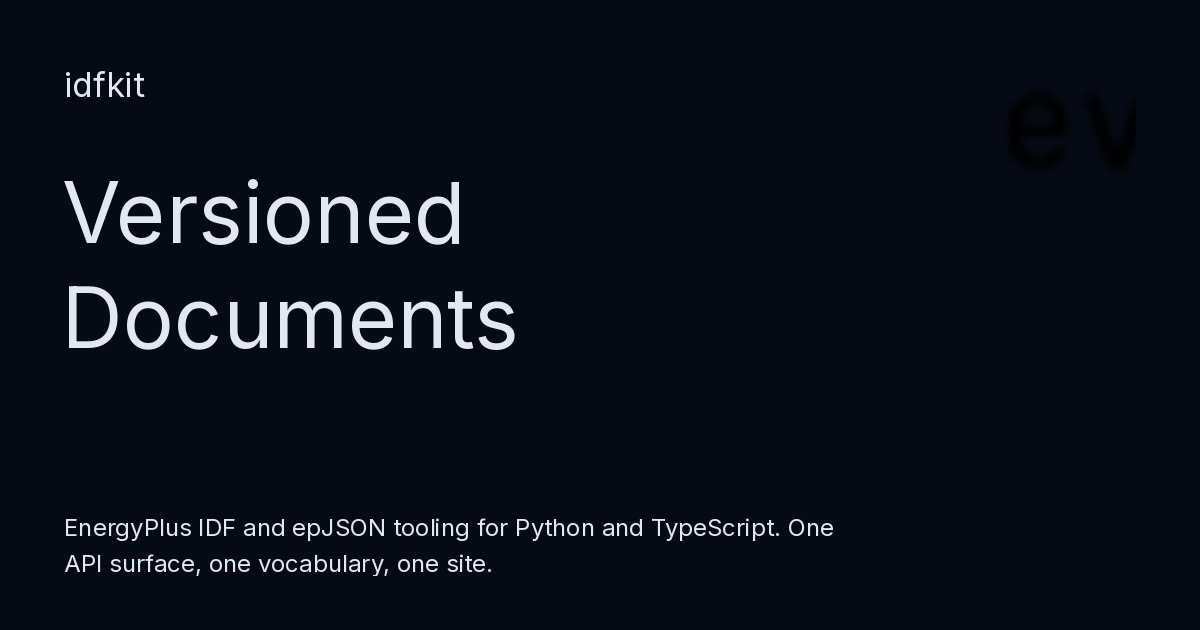 idfkit
ev
Versioned
Documents
EnergyPlus IDF and epJSON tooling for Python and TypeScript. One
API surface, one vocabulary, one site.